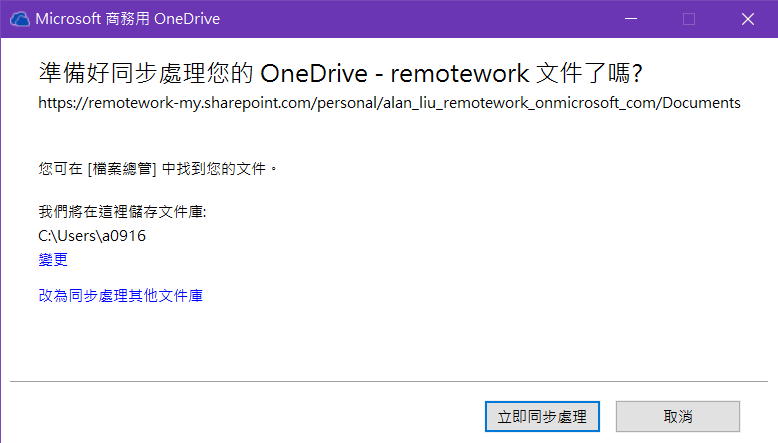 Microsoft 商務用 OneDrive
準備好同步處理您的 OneDrive - remotework 文件了嗎?
https://remotework-my.sharepoint.com/personal/alan_liu_remotework_onmicrosoft_com/Documents
您可在 [檔案總管] 中找到您的文件。
我們將在這裡儲存文件庫:
C:\Users\a0916
變更
改為同步處理其他文件庫
立即同步處理
取消